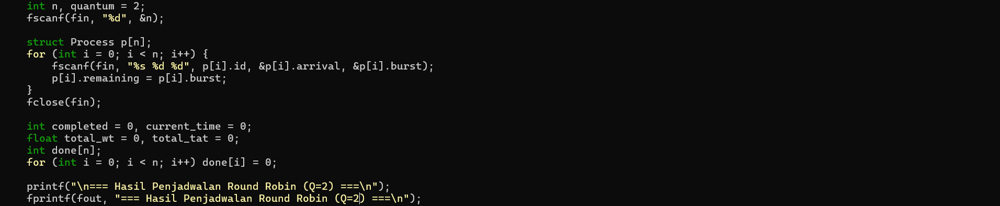 int n, quantum = 2;
fscanf(fin, "%d", &n);
struct Process p[n];
for (int i = 0; i < n; i++) {
fscanf(fin, "%s %d %d", p[i].id, &p[i].arrival, &p[i].burst);
p[i].remaining = p[i].burst;
}
fclose(fin);
int completed = 0, current_time = 0;
float total_wt = 0, total_tat = 0;
int done[n];
for (int i = 0; i < n; i++) done[i] = 0;
printf("\n=== Hasil Penjadwalan Round Robin (Q=2) ===\n");
fprintf(fout, "=== Hasil Penjadwalan Round Robin (Q=2) ===\n");